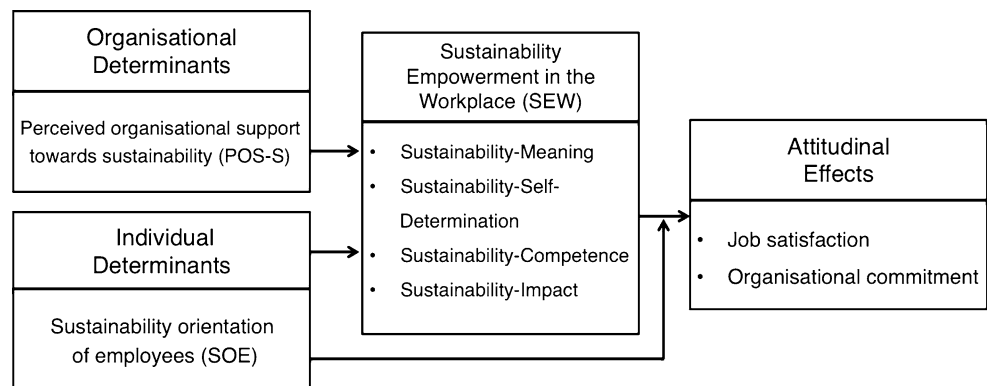 Organisational
Determinants
Perceived organisational support
towards sustainability (POS-S)
Individual
Determinants
Sustainability orientation
of employees (SOE)
Sustainability
Empowerment in the
Workplace (SEW)
• Sustainability-Meaning
• Sustainability-Self-
Determination
• Sustainability-Competence
• Sustainability-Impact
Attitudinal
Effects
• Job satisfaction
• Organisational commitment